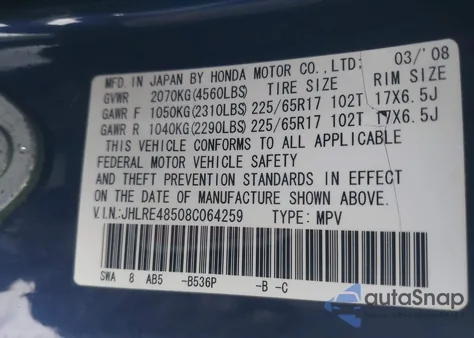 MFD. IN JAPAN BY HONDA MOTOR CO., LTD: 03/'08
GVWR 2070KG(4560LBS) TIRE SIZE RIM SIZE
GAWR F 1050KG(2310LBS) 225/65R17 102T 17X6.5J
GAWR R 1040KG(2290LBS) 225/65R17 102T 17X6.5J
THIS VEHICLE CONFORMS TO ALL APPLICABLE
FEDERAL MOTOR VEHICLE SAFETY
AND THEFT PREVENTION STANDARDS IN EFFECT
ON THE DATE OF MANUFACTURE SHOWN ABOVE.
V.I.N:JHLRE48508C064259 TYPE: MPV
SWA 8 AB5 -B536P -B -C
autoSnap